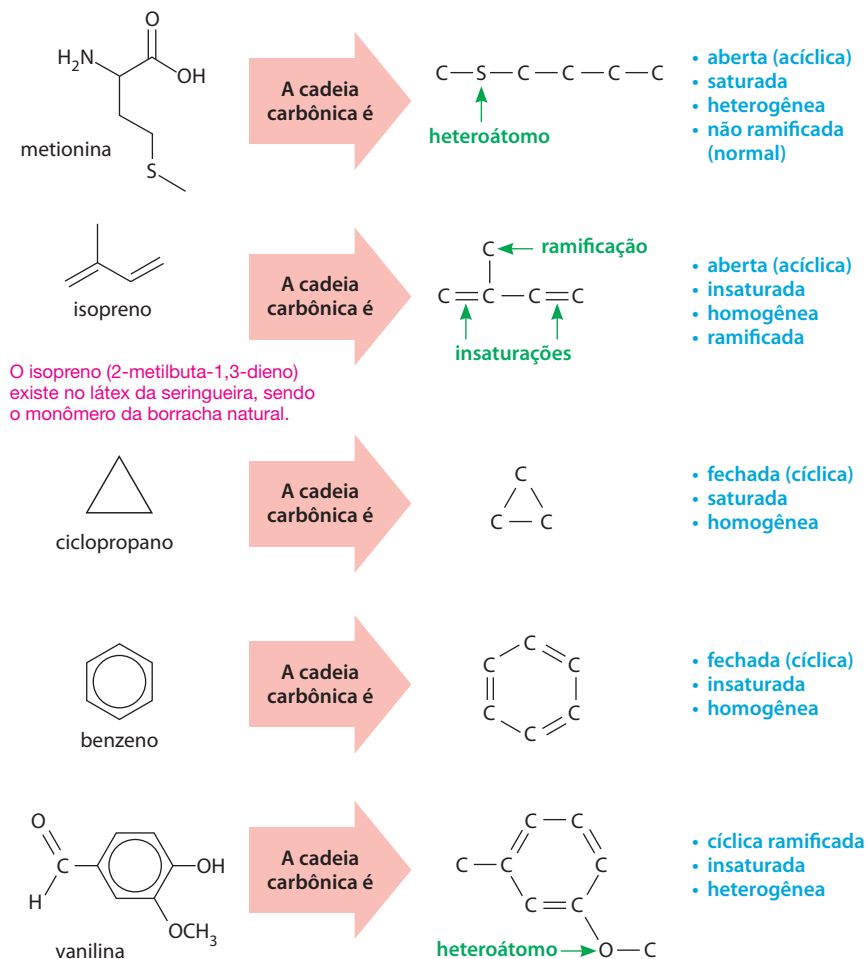 O
H₂N
OH
S
metionina
A cadeia
carbônica é
C — S — C — C — C — C
heteroátomo
• aberta (acíclica)
• saturada
• heterogênea
• não ramificada
(normal)
isopreno
A cadeia
carbônica é
C
ramificação
C = C — C = C
insaturações
• aberta (acíclica)
• insaturada
• homogênea
• ramificada
O isopreno (2-metilbuta-1,3-dieno)
existe no látex da seringueira, sendo
o monômero da borracha natural.
ciclopropano
A cadeia
carbônica é
C
C — C
• fechada (cíclica)
• saturada
• homogênea
benzeno
A cadeia
carbônica é
C
C C
C C
C
• fechada (cíclica)
• insaturada
• homogênea
O
C
H
OH
OCH₃
vanilina
A cadeia
carbônica é
C — C
C — C C
C = C
heteroátomo
O — C
• cíclica ramificada
• insaturada
• heterogênea